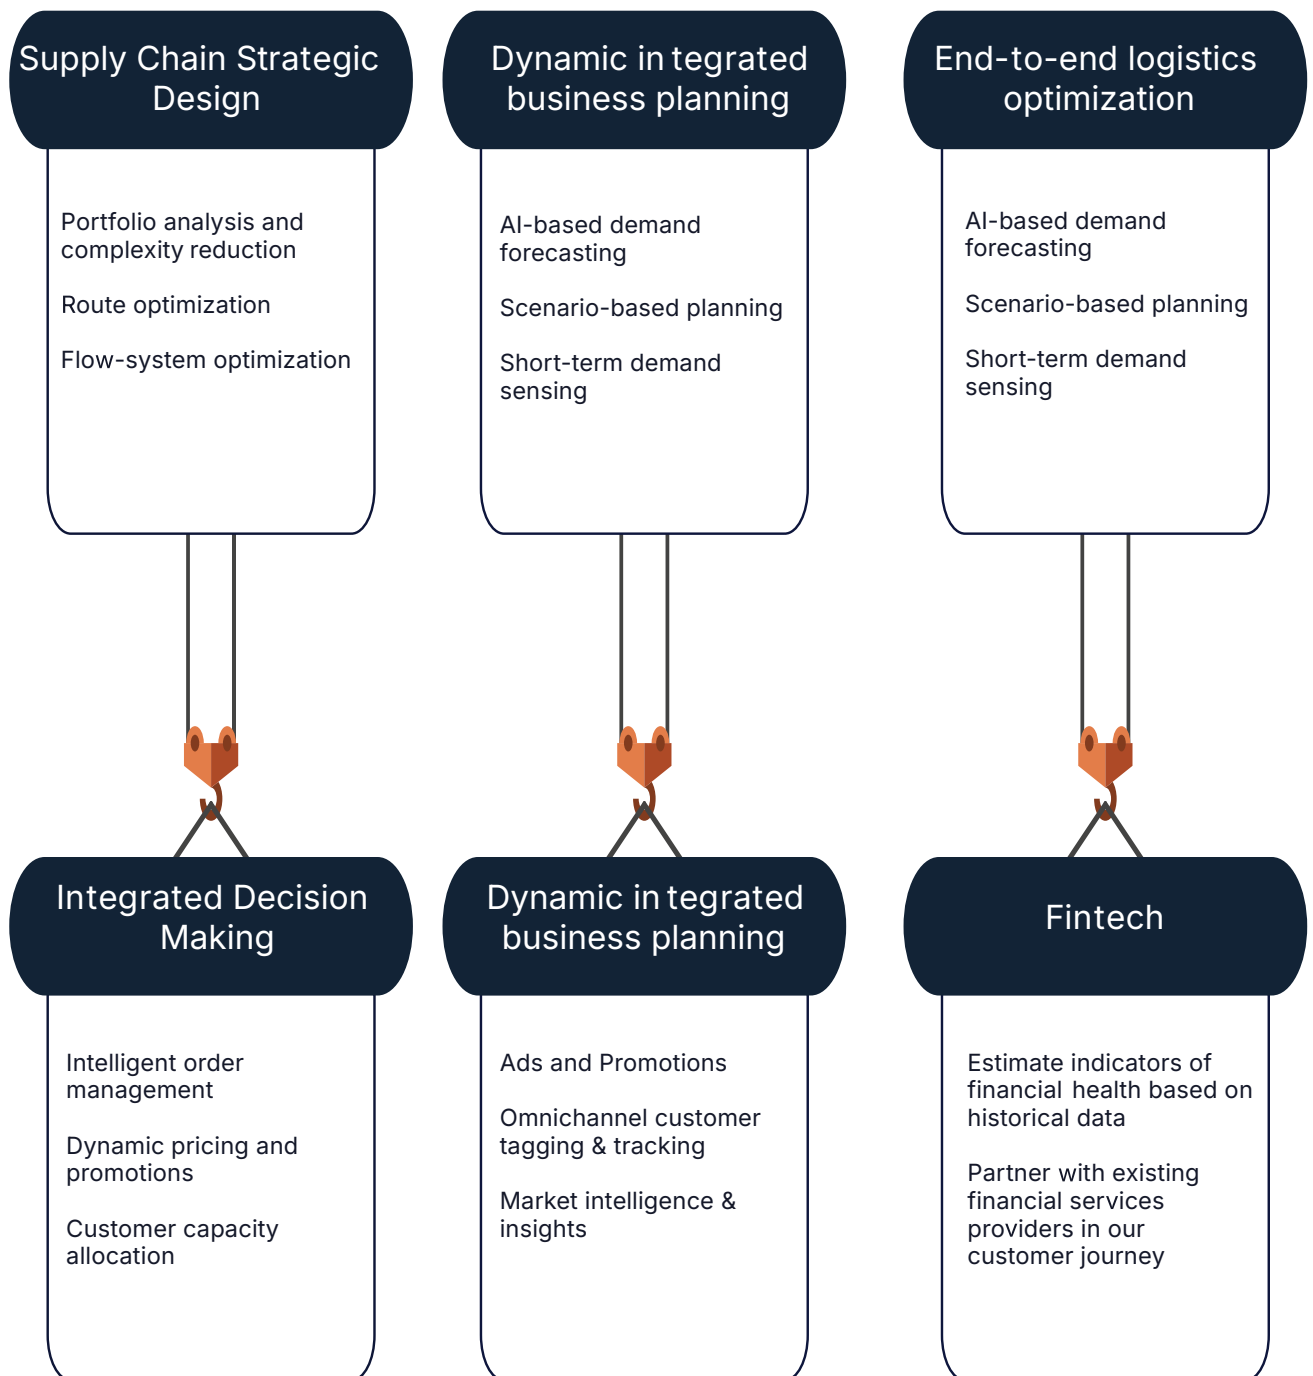 Supply Chain Strategic
Design
Portfolio analysis and
complexity reduction
Route optimization
Flow-system optimization
Dynamic in tegrated
business planning
AI-based demand
forecasting
Scenario-based planning
Short-term demand
sensing
End-to-end logistics
optimization
AI-based demand
forecasting
Scenario-based planning
Short-term demand
sensing
Integrated Decision
Making
Intelligent order
management
Dynamic pricing and
promotions
Customer capacity
allocation
Dynamic in tegrated
business planning
Ads and Promotions
Omnichannel customer
tagging & tracking
Market intelligence &
insights
Fintech
Estimate indicators of
financial health based on
historical data
Partner with existing
financial services
providers in our
customer journey